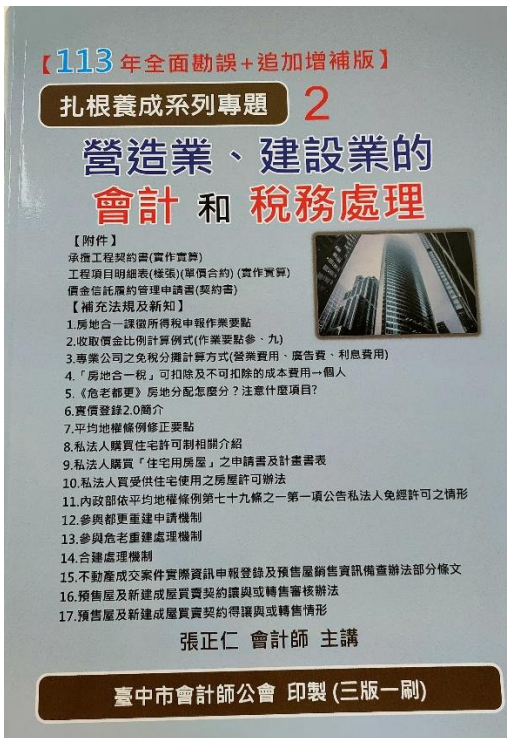 【113年全面勘誤+追加增補版】
扎根養成系列專題 2
營造業、建設業的
會計 和 稅務處理
【附件】
承攬工程契約書(實作實算)
工程項目明細表(樣張)(單價合約) (實作實算)
價金信託履約管理申請書(契約書)
【補充法規及新知】
1.房地合一課徵所得稅申報作業要點
2.收取價金比例計算例式(作業要點參、九)
3.專業公司之免稅分攤計算方式(營業費用、廣告費、利息費用)
4.「房地合一稅」可扣除及不可扣除的成本費用→個人
5.《危老都更》房地分配怎麼分？注意什麼項目?
6.實價登錄2.0簡介
7.平均地權條例修正要點
8.私法人購買住宅許可制相關介紹
9.私法人購買「住宅用房屋」之申請書及計畫書表
10.私法人買受供住宅使用之房屋許可辦法
11.內政部依平均地權條例第七十九條之一第一項公告私法人免經許可之情形
12.參與都更重建申請機制
13.參與危老重建處理機制
14.合建處理機制
15.不動產成交案件實際資訊申報登錄及預售屋銷售資訊備查辦法部分條文
16.預售屋及新建成屋買賣契約讓與或轉售審核辦法
17.預售屋及新建成屋買賣契約得讓與或轉售情形
張正仁 會計師 主講
臺中市會計師公會 印製(三版一刷)